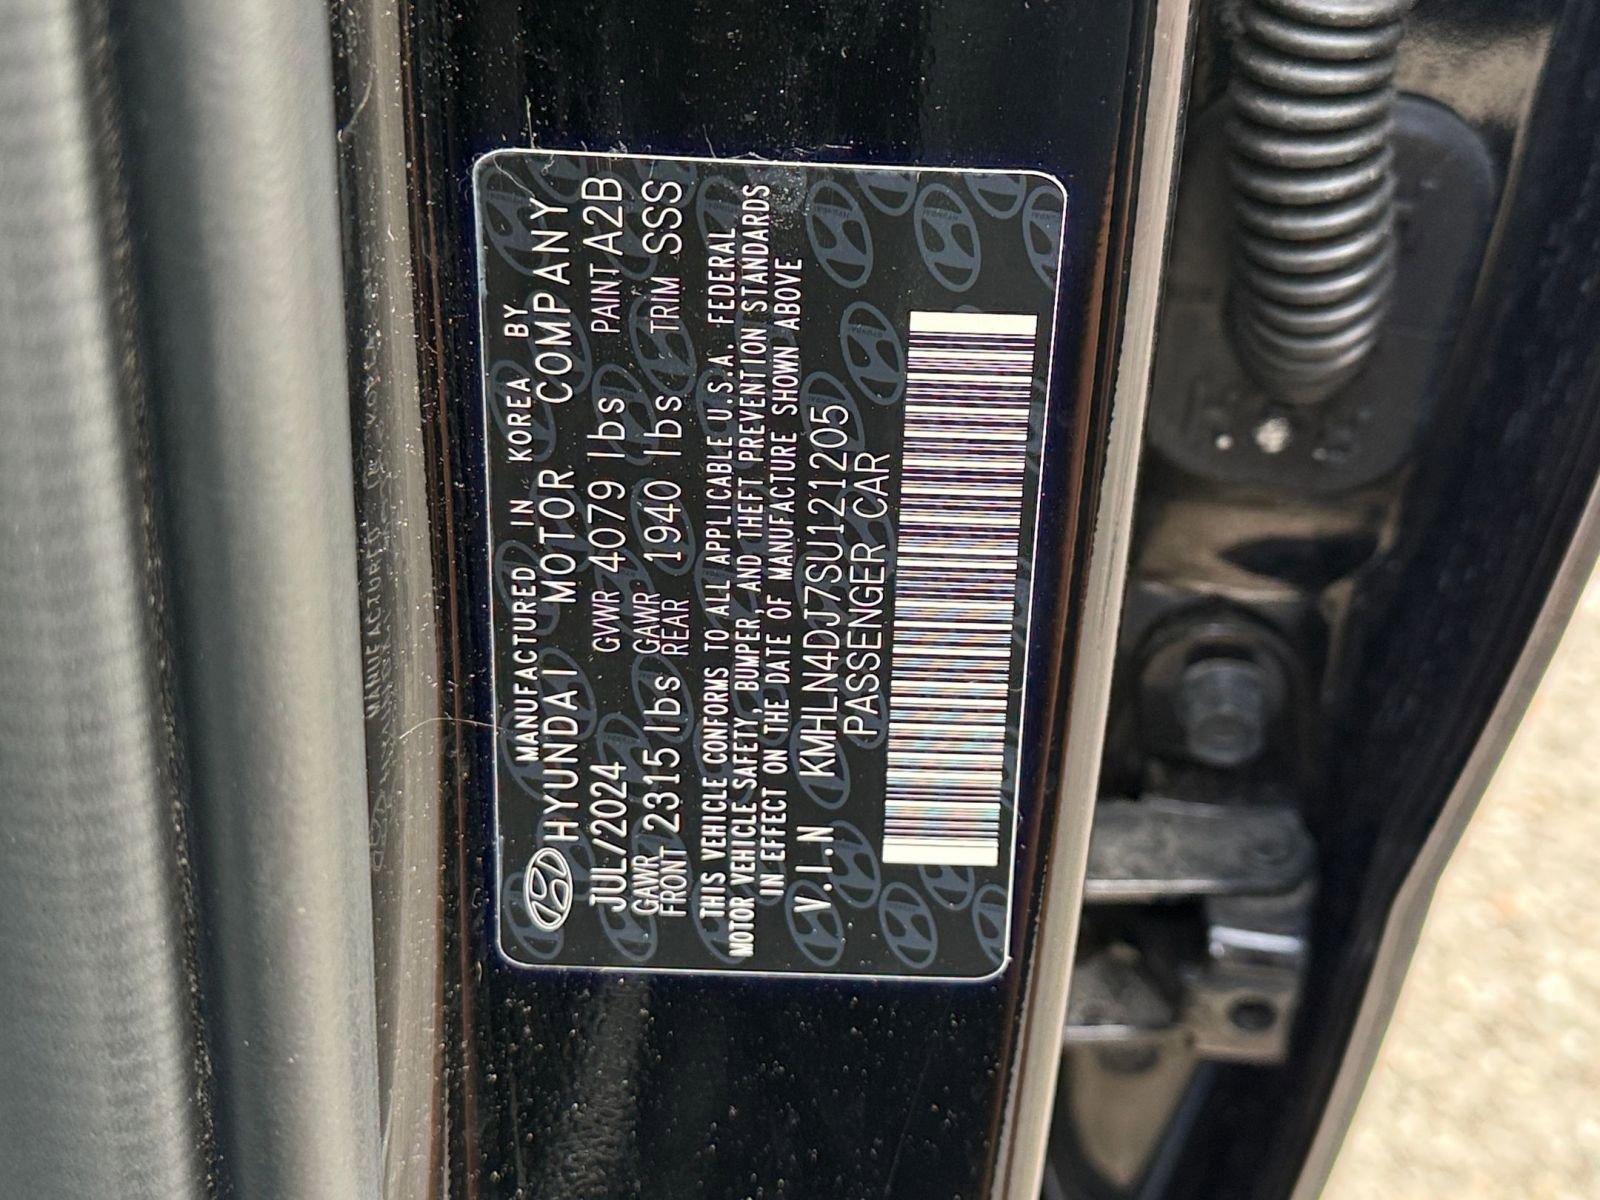 MANUFACTURED IN KOREA BY
HYUNDAI MOTOR COMPANY
JUL/2024 GVWR 4079 lbs PAINT A2B
GAWR FRONT 2315 lbs GAWR REAR 1940 lbs TRIM SSS
THIS VEHICLE CONFORMS TO ALL APPLICABLE U.S.A. FEDERAL
MOTOR VEHICLE SAFETY, BUMPER, AND THEFT PREVENTION STANDARDS
IN EFFECT ON THE DATE OF MANUFACTURE SHOWN ABOVE
V.I.N KMHLN4DJ7SU121205
PASSENGER CAR